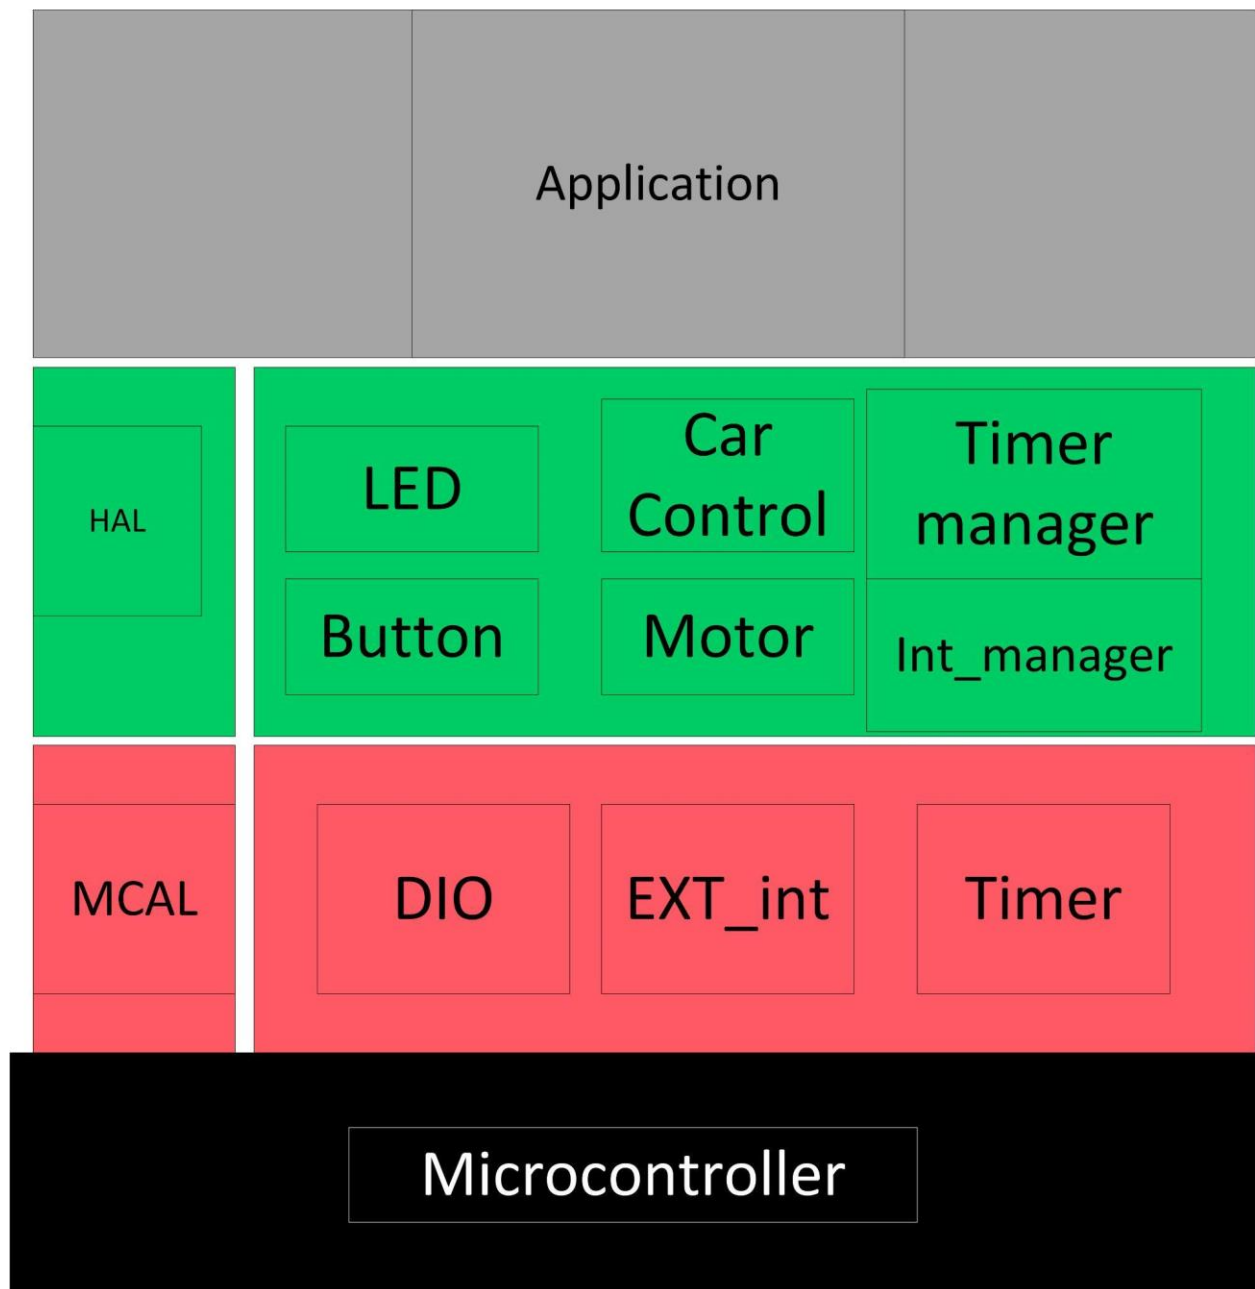 Application
HAL
LED
Car
Control
Timer
manager
Button
Motor
Int_manager
MCAL
DIO
EXT_int
Timer
Microcontroller